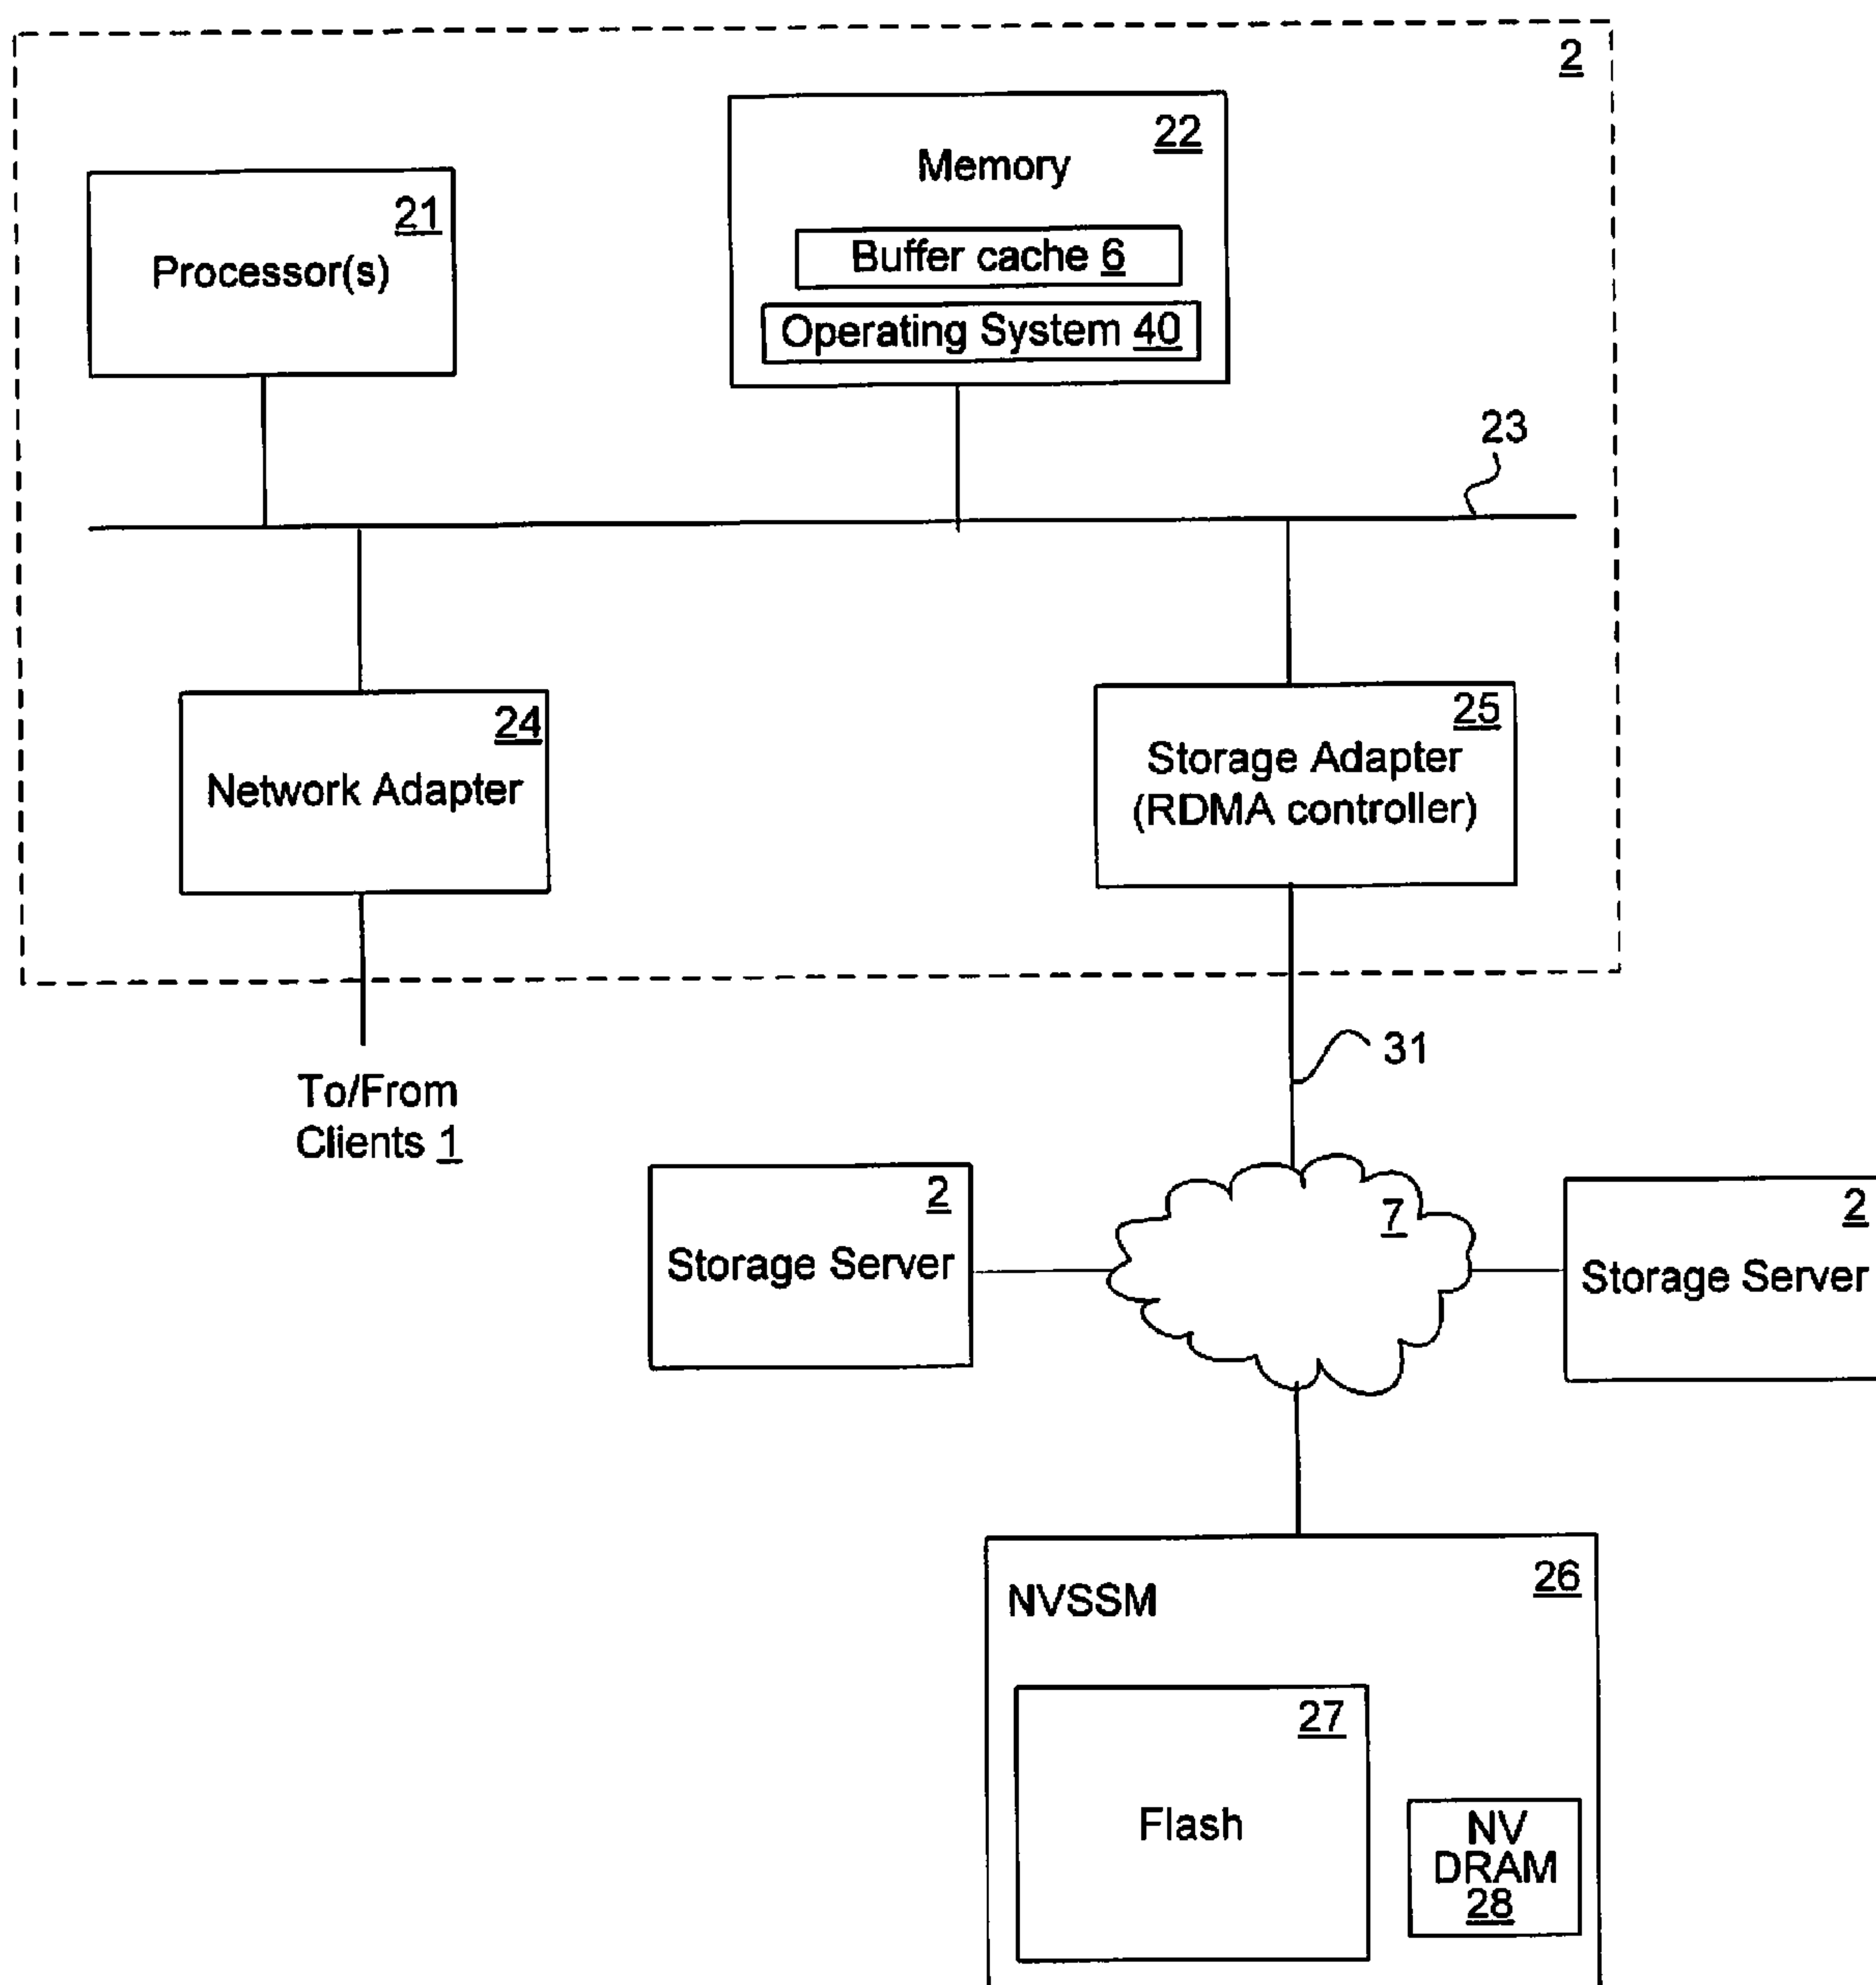 2
22
Memory
21
Processor(s)
Buffer cache 6
Operating System 40
23
24
Network Adapter
25
Storage Adapter
(RDMA controller)
31
To/From
Clients 1
2
Storage Server
7
2
Storage Server
26
NVSSM
27
Flash
NV
DRAM
28